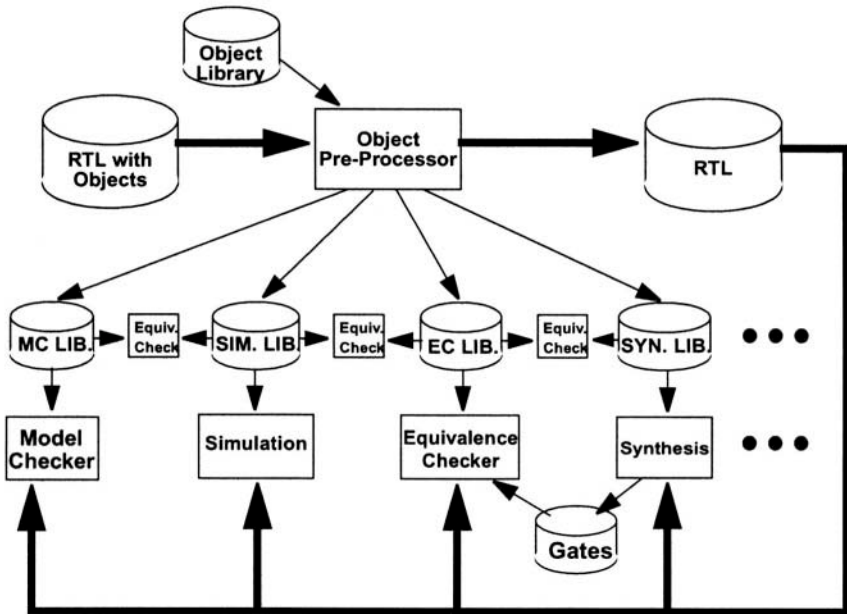 Object
Library
RTL with
Objects
Object
Pre-Processor
RTL
MC LIB.
Equiv.
Check
SIM. LIB.
Equiv.
Check
EC LIB.
Equiv.
Check
SYN. LIB.
Model
Checker
Simulation
Equivalence
Checker
Synthesis
Gates